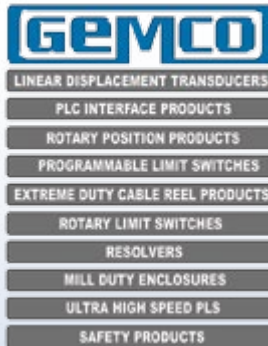 GEMCO
LINEAR DISPLACEMENT TRANSDUCERS
PLC INTERFACE PRODUCTS
ROTARY POSITION PRODUCTS
PROGRAMMABLE LIMIT SWITCHES
EXTREME DUTY CABLE REEL PRODUCTS
ROTARY LIMIT SWITCHES
RESOLVERS
MILL DUTY ENCLOSURES
ULTRA HIGH SPEED PLS
SAFETY PRODUCTS